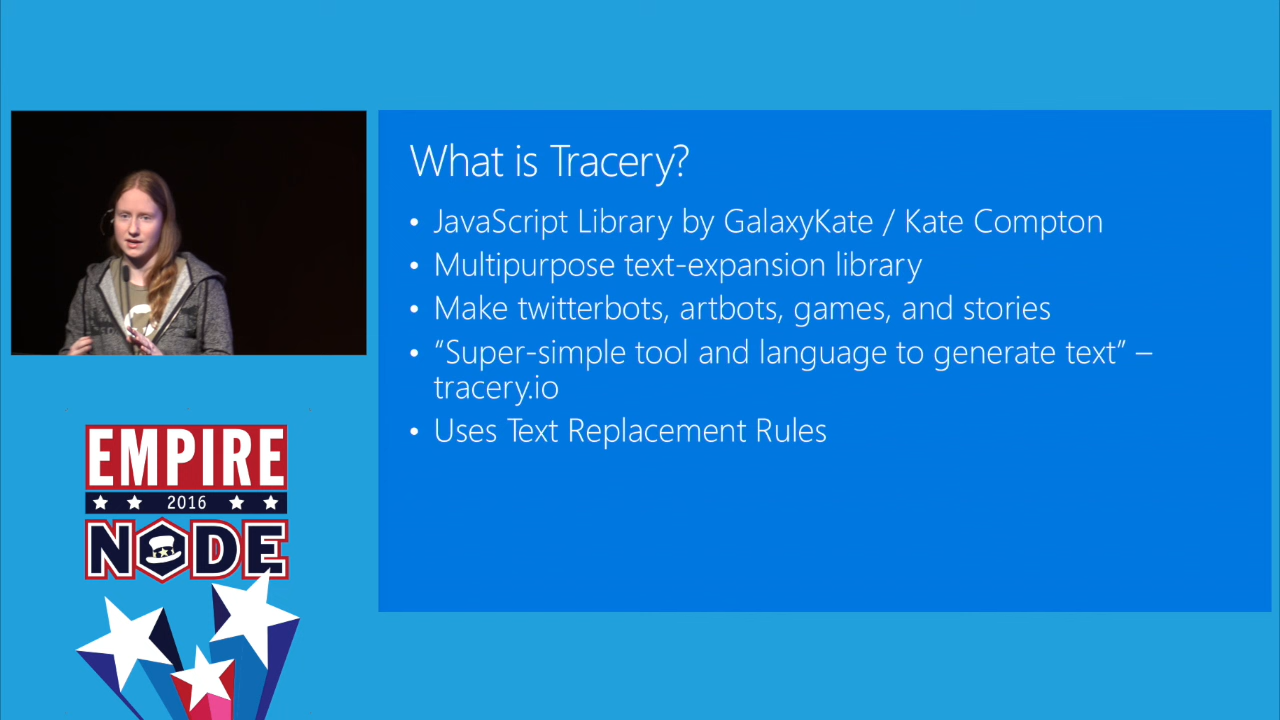 What is Tracery?
• JavaScript Library by GalaxyKate / Kate Compton
• Multipurpose text-expansion library
• Make twitterbots, artbots, games, and stories
• “Super-simple tool and language to generate text” –
tracery.io
• Uses Text Replacement Rules
EMPIRE
2016
NODE